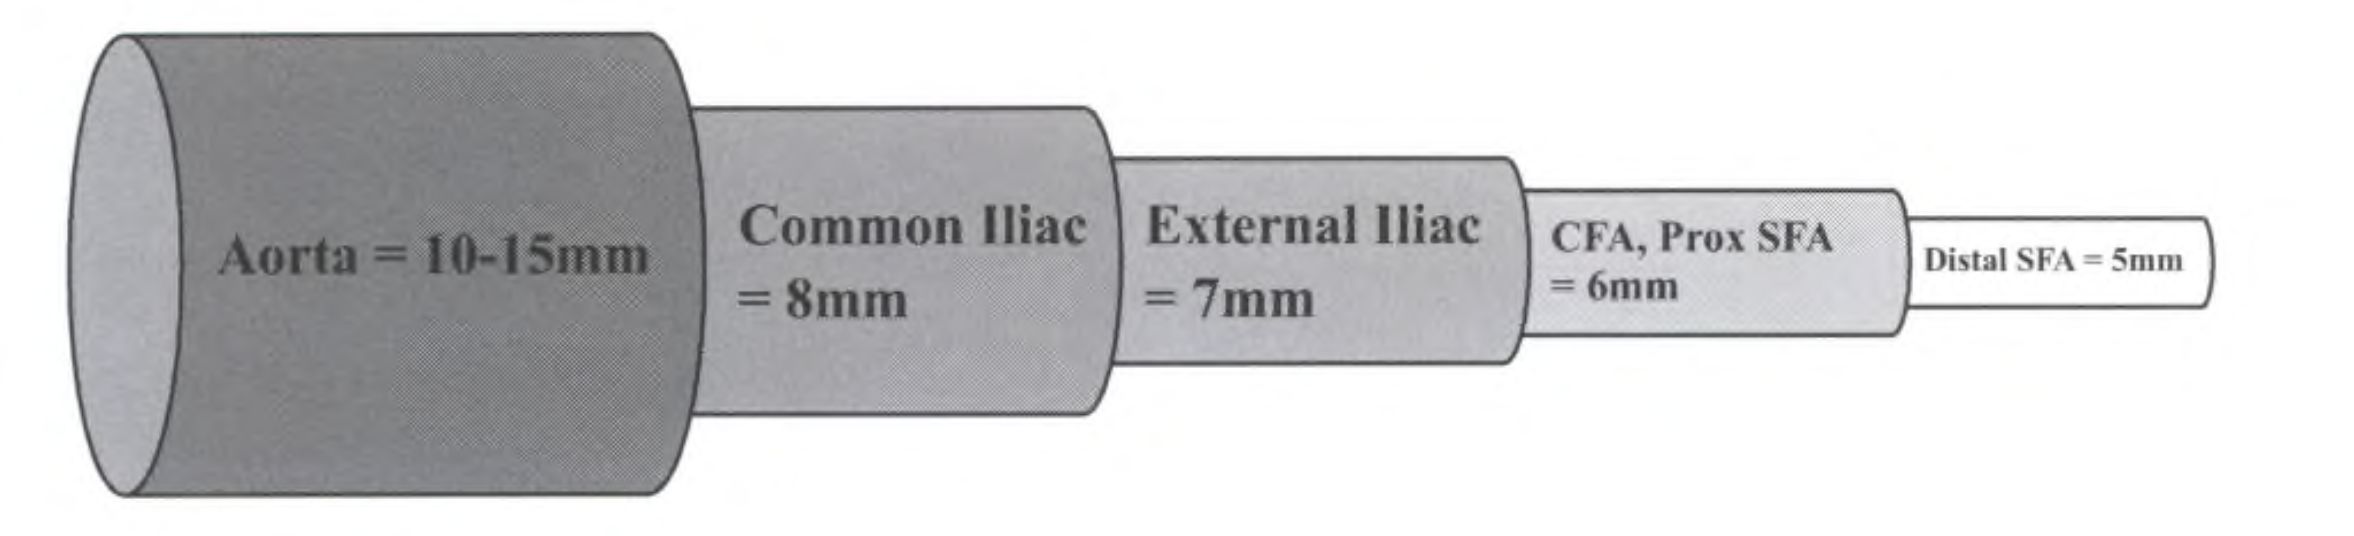 Aorta = 10-15mm
Common Iliac
= 8mm
External Iliac
= 7mm
CFA, Prox SFA
= 6mm
Distal SFA = 5mm